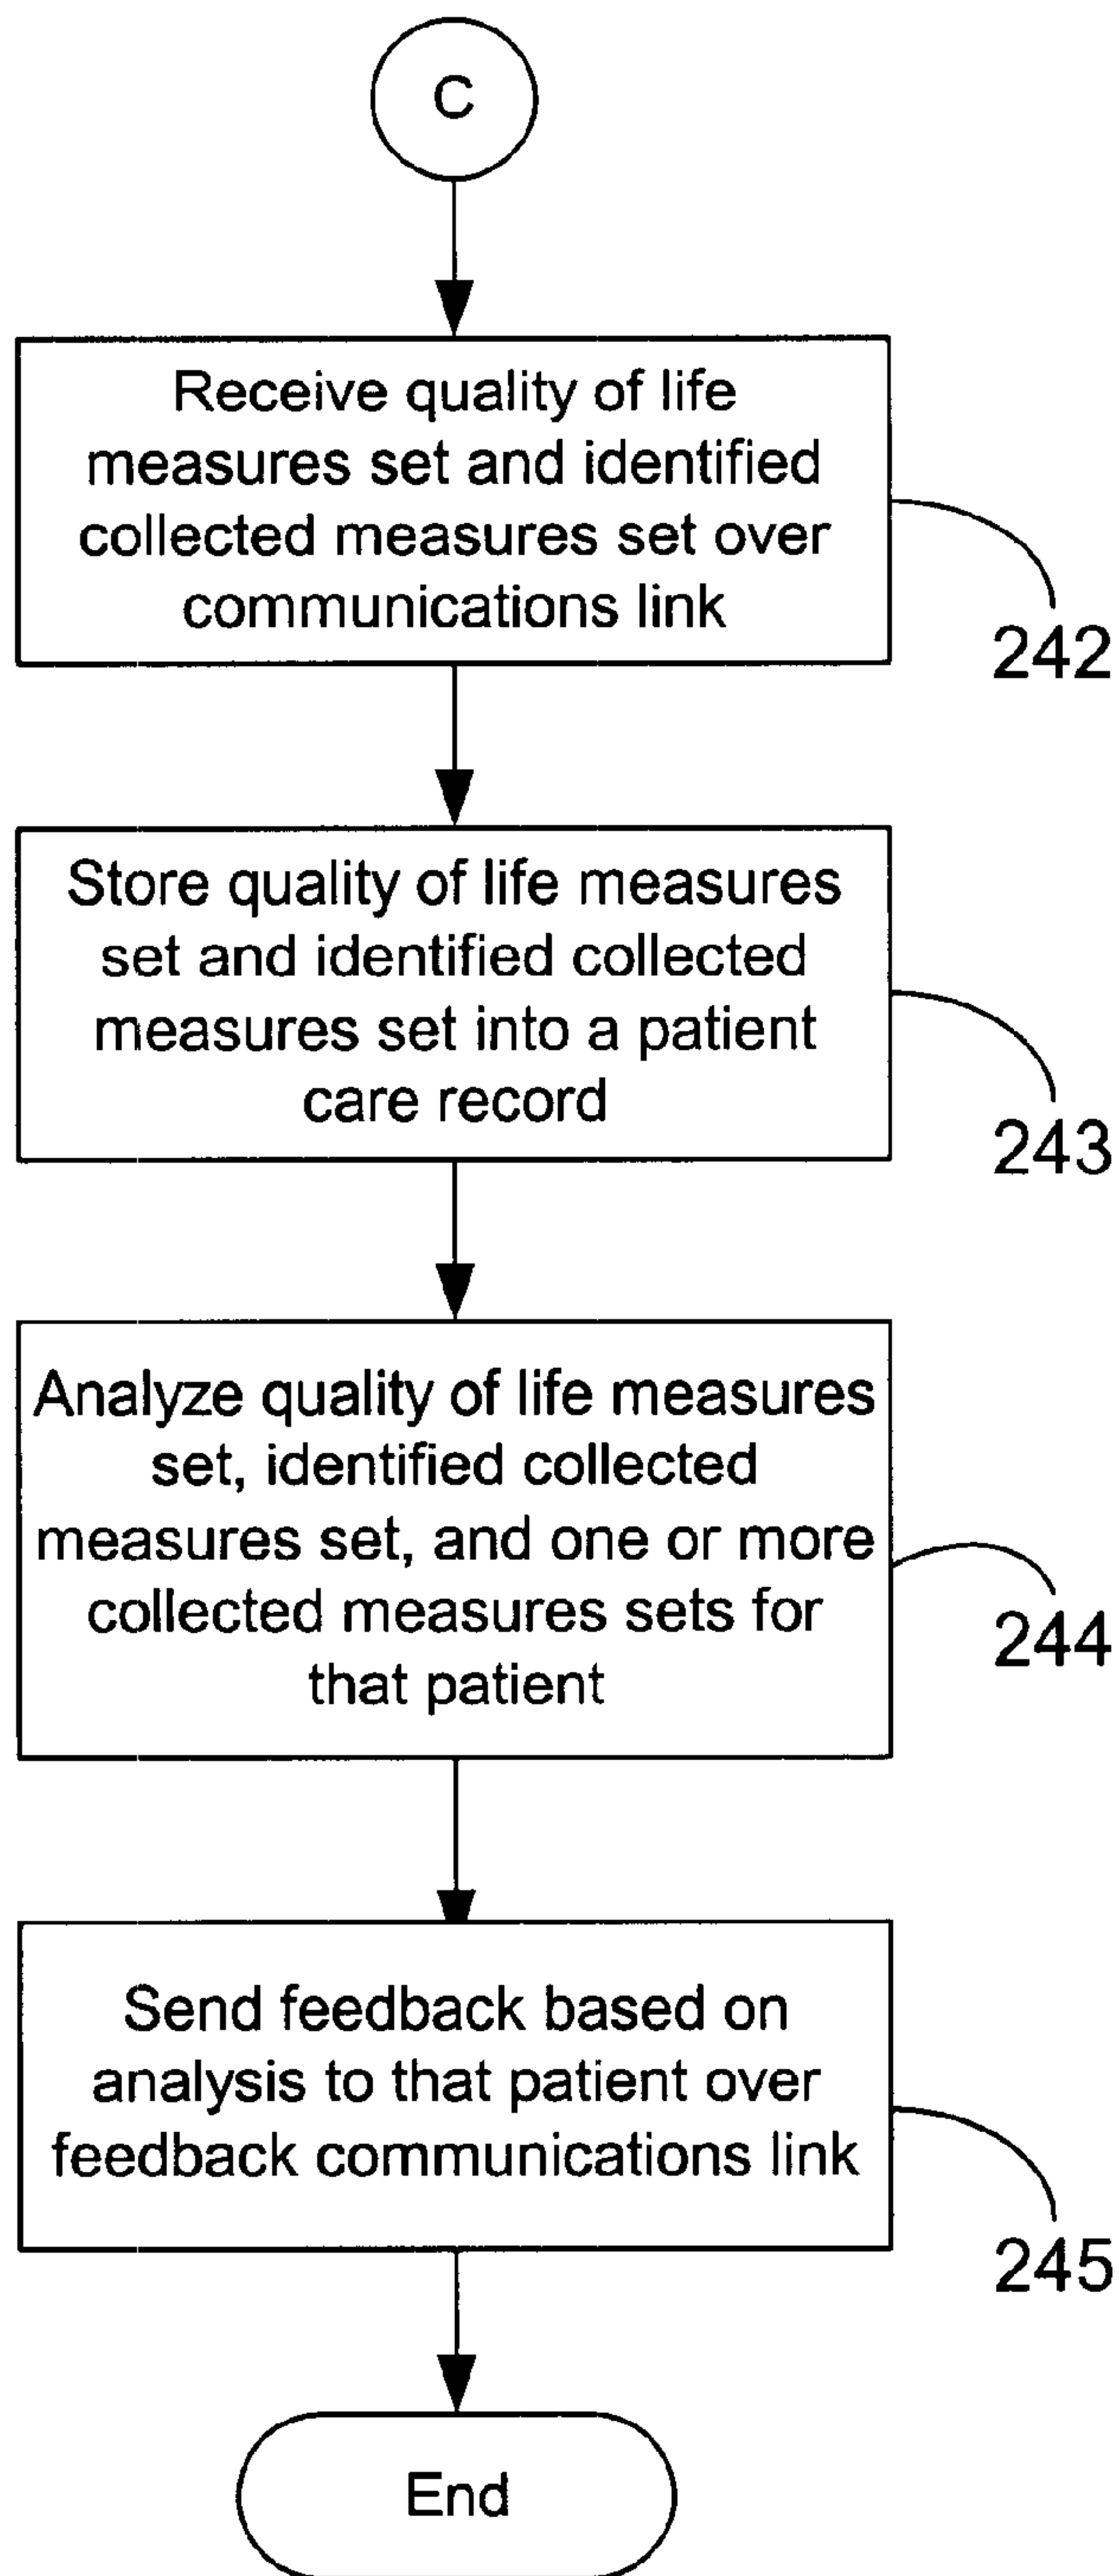 C
Receive quality of life
measures set and identified
collected measures set over
communications link
242
Store quality of life measures
set and identified collected
measures set into a patient
care record
243
Analyze quality of life measures
set, identified collected
measures set, and one or more
collected measures sets for
that patient
244
Send feedback based on
analysis to that patient over
feedback communications link
245
End